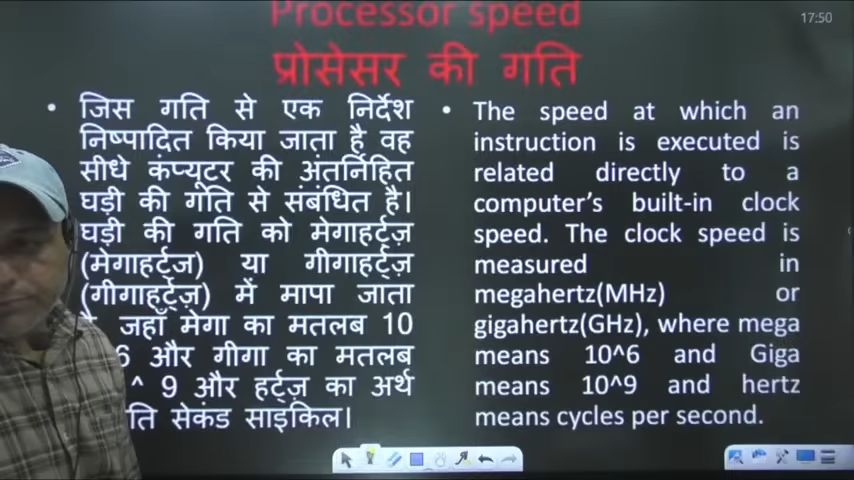 Processor speed
प्रोसेसर की गति
17:50
• जिस गति से एक निर्देश
निष्पादित किया जाता है वह
सीधे कंप्यूटर की अंतर्निहित
घड़ी की गति से संबंधित है।
घड़ी की गति को मेगाहर्ट्ज़
(मेगाहर्ट्ज) या गीगाहर्ट्ज़
(गीगाहर्ट्ज़) में मापा जाता
जहाँ मेगा का मतलब 10
6 और गीगा का मतलब
^ 9 और हर्ट्ज़ का अर्थ
ति सेकंड साइकिल।
• The speed at which an
instruction is executed is
related directly to a
computer’s built-in clock
speed. The clock speed is
measured in
megahertz(MHz) or
gigahertz(GHz), where mega
means 10^6 and Giga
means 10^9 and hertz
means cycles per second.